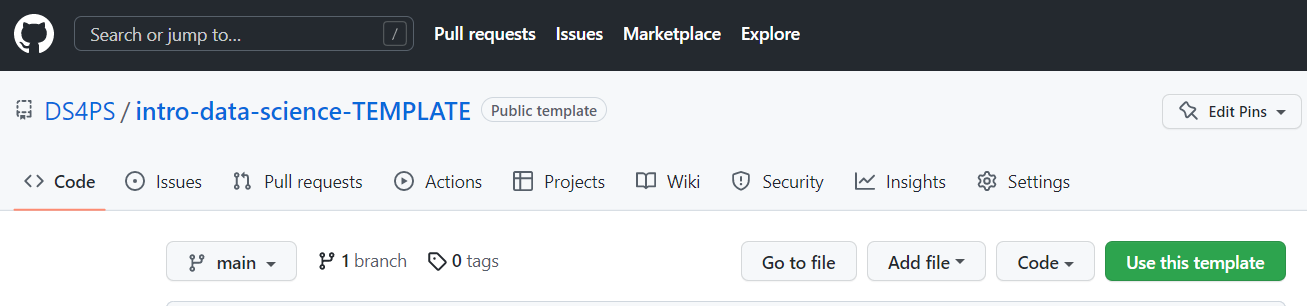 Search or jump to... / Pull requests Issues Marketplace Explore
DS4PS / intro-data-science-TEMPLATE Public template Edit Pins
Code Issues Pull requests Actions Projects Wiki Security Insights Settings
main 1 branch 0 tags Go to file Add file Code Use this template